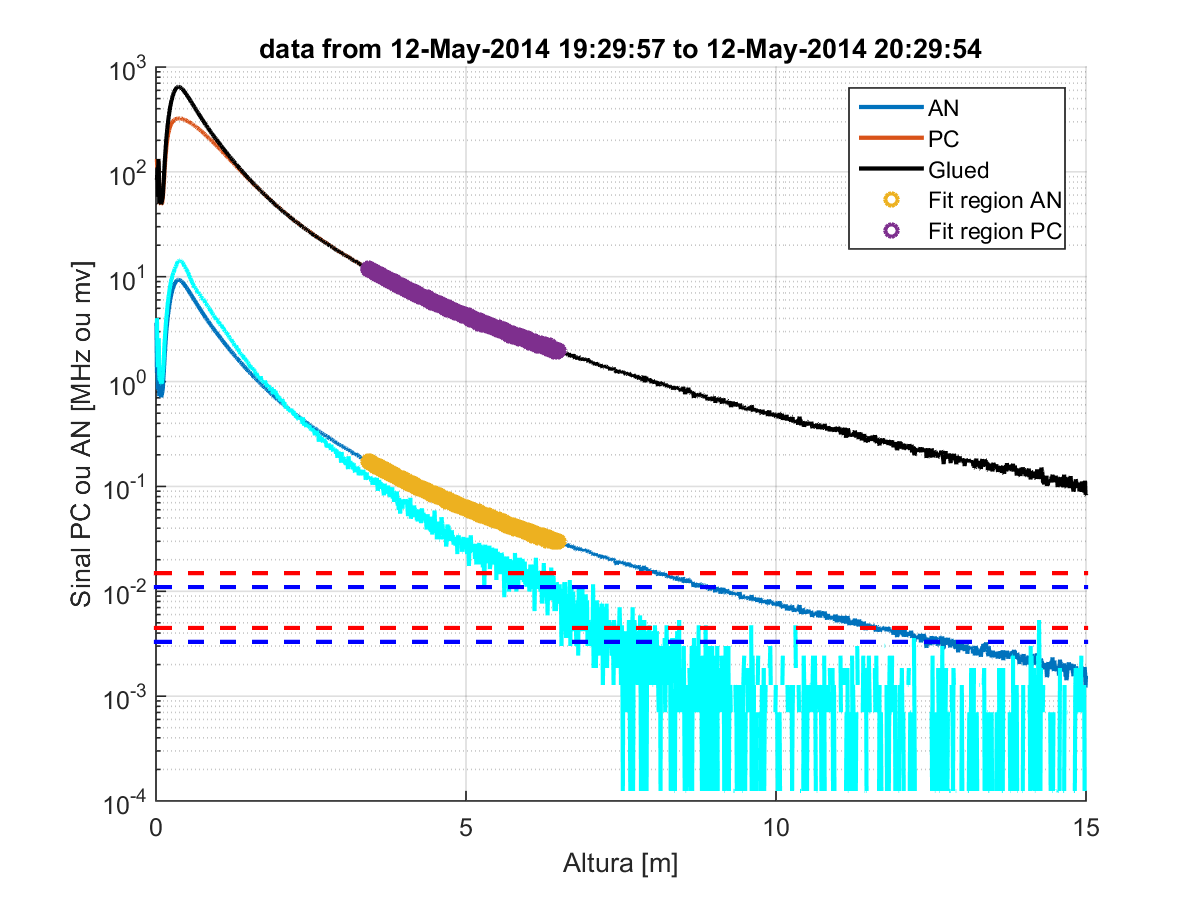 data from 12-May-2014 19:29:57 to 12-May-2014 20:29:54
10^3
10^2
10^1
10^0
10^-1
10^-2
10^-3
10^-4
Sinal PC ou AN [MHz ou mv]
AN
PC
Glued
Fit region AN
Fit region PC
0 5 10 15
Altura [m]